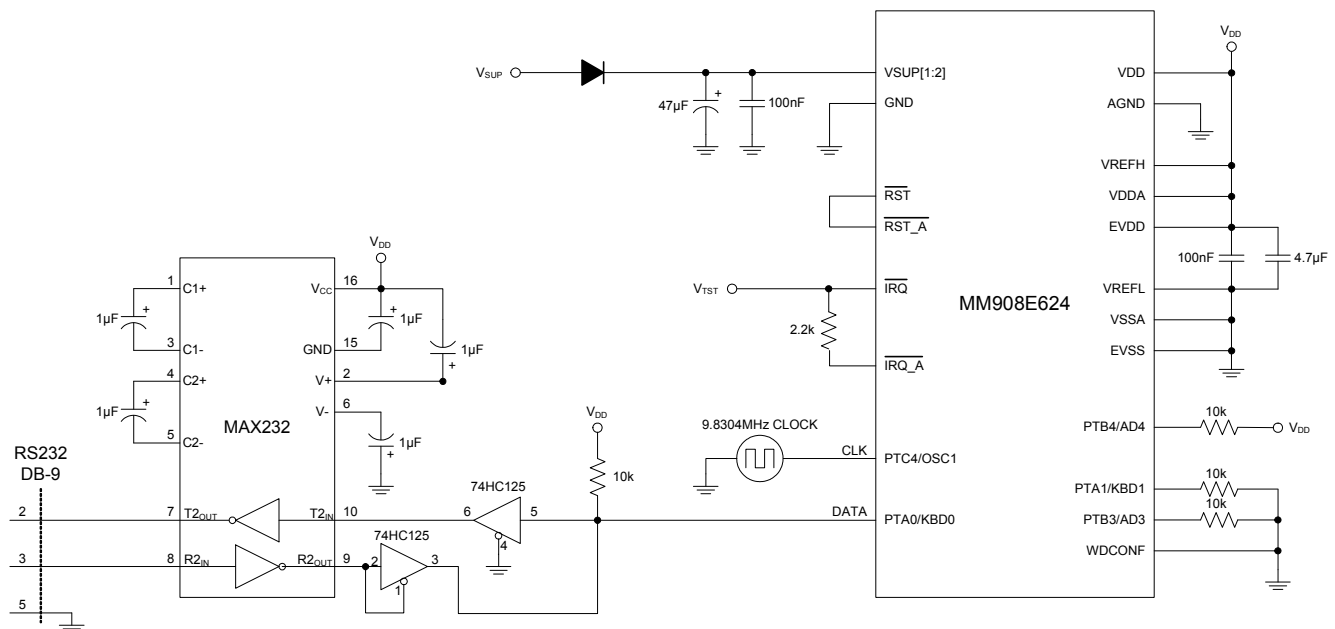 V_DD
V_SUP
VSUP[1:2]
VDD
47µF
+
100nF
GND
AGND
VREFH
R̅S̅T̅
VDDA
R̅S̅T̅_̅A̅
EVDD
100nF
4.7µF
V_DD
V_TST
I̅R̅Q̅
VREFL
MM908E624
1
C1+
V_CC
16
1µF
+
+
1µF
2.2k
VSSA
3
C1-
GND
15
1µF
+
I̅R̅Q̅_̅A̅
EVSS
4
C2+
V+
2
1µF
+
V-
6
MAX232
V_DD
9.8304MHz CLOCK
PTB4/AD4
10k
V_DD
5
C2-
1µF
+
CLK
PTC4/OSC1
RS232
DB-9
10k
PTA1/KBD1
10k
74HC125
10k
2
7
T2_OUT
T2_IN
10
6
5
DATA
PTA0/KBD0
PTB3/AD3
4
74HC125
WDCONF
3
8
R2_IN
R2_OUT
9
2
3
1
5